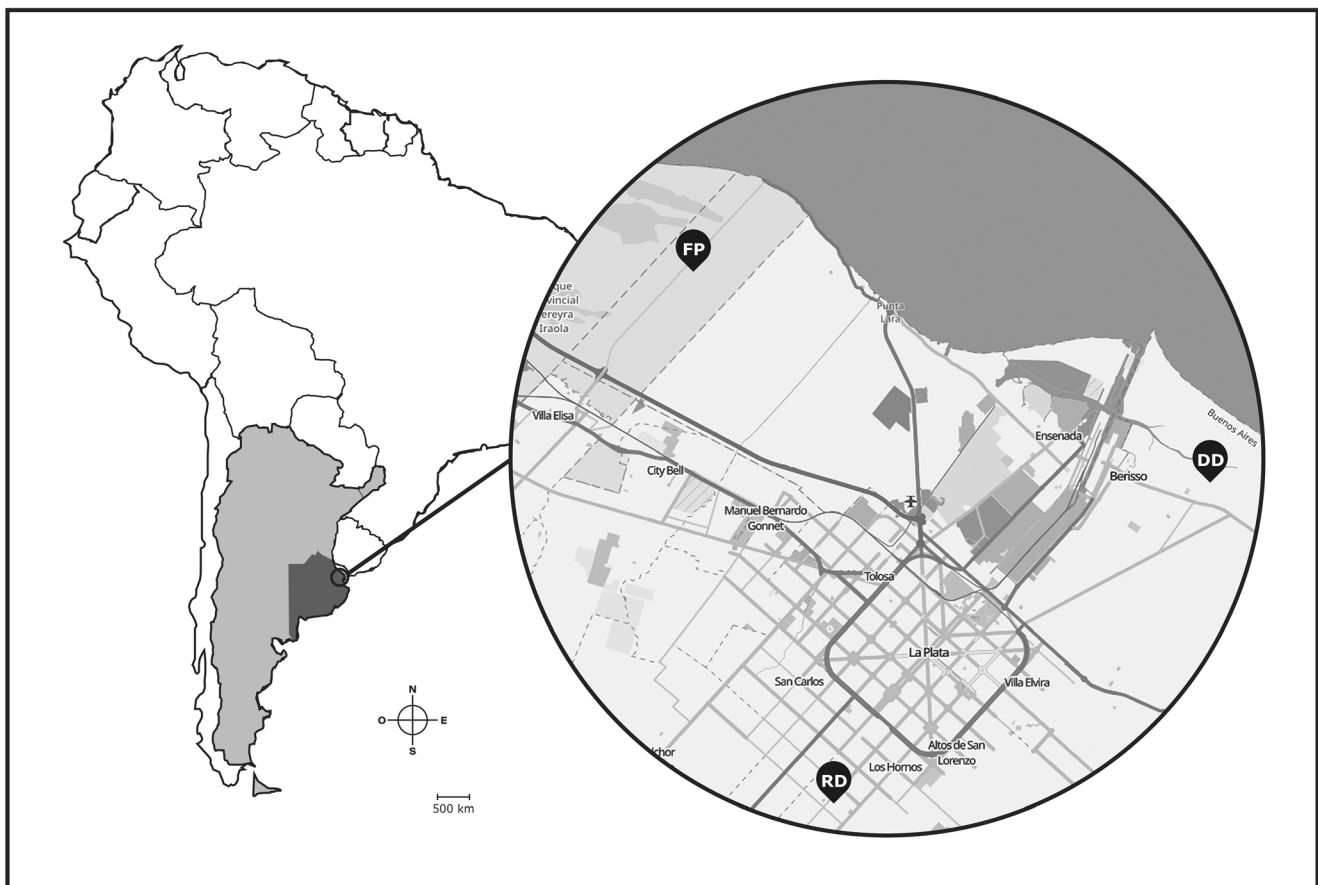 FP
que
vincial
ereyra
Iraola
Punta
Lara
Buenos Aires
Villa Elisa
Ensenada
DD
City Bell
Berisso
Manuel Bernardo
Gonnet
Tolosa
La Plata
San Carlos
Villa Elvira
N
O
E
S
lchor
Altos de San
Lorenzo
Los Hornos
RD
500 km